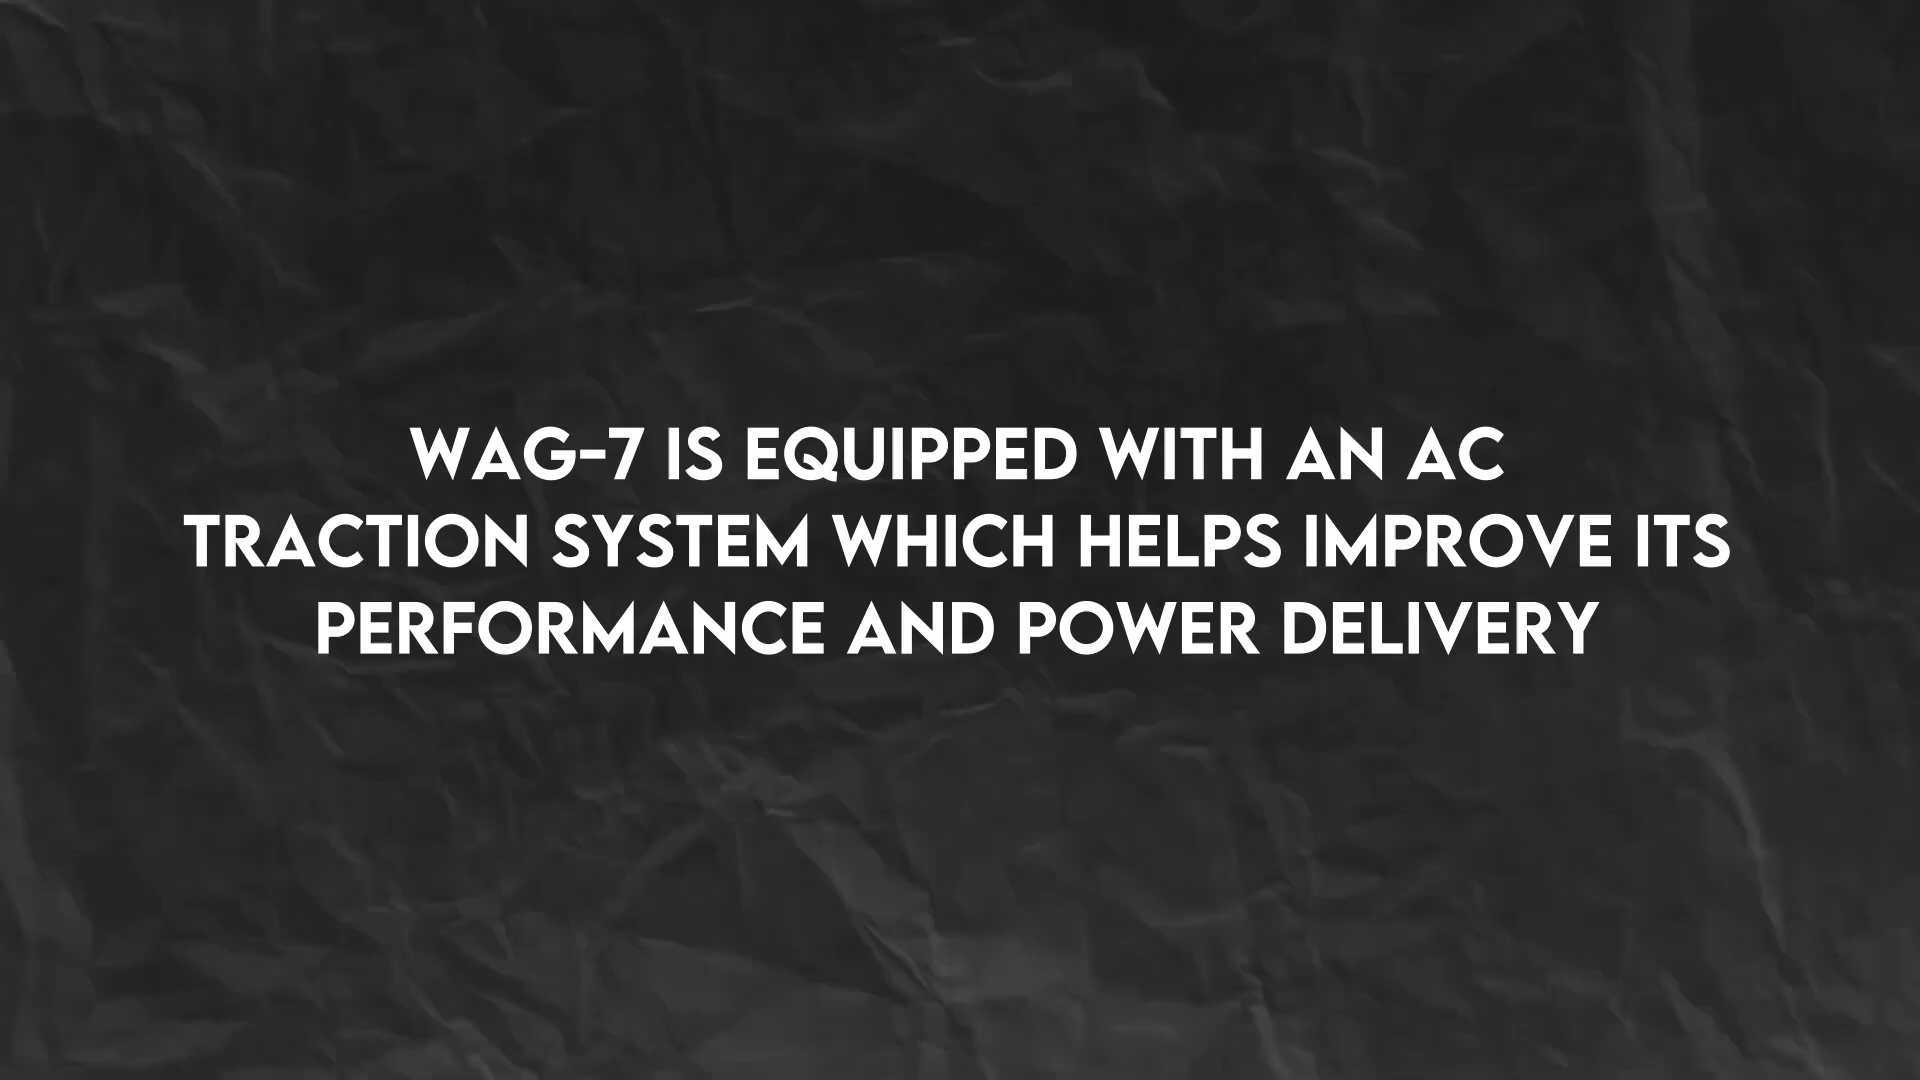 WAG-7 IS EQUIPPED WITH AN AC
TRACTION SYSTEM WHICH HELPS IMPROVE ITS
PERFORMANCE AND POWER DELIVERY